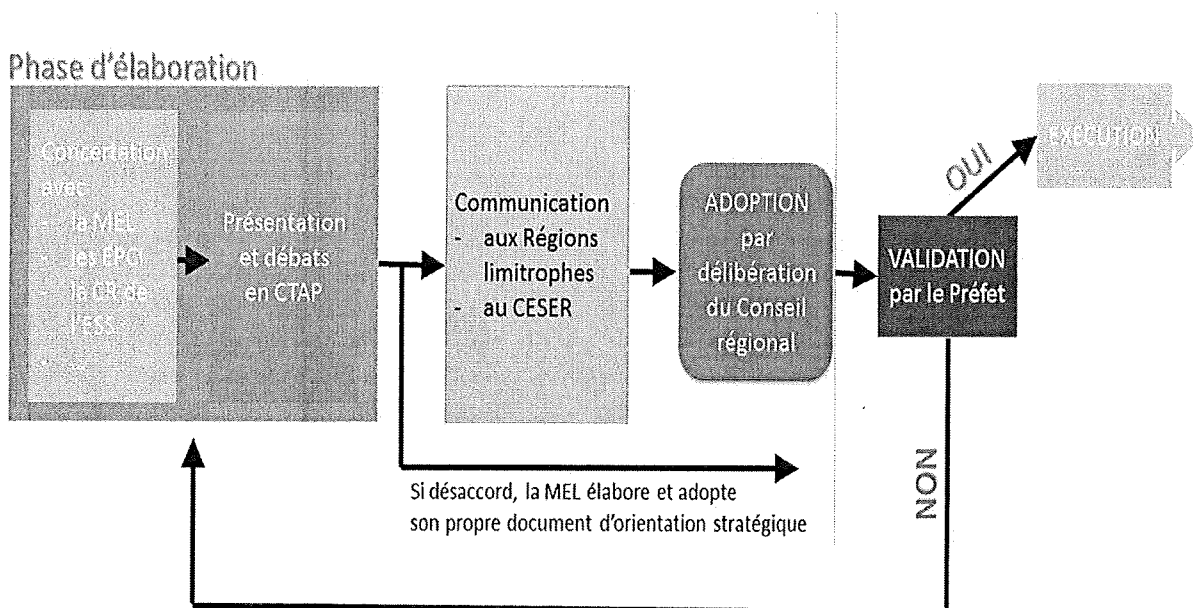 Phase d'élaboration
Concertation
avec
- la MEL
- les EPCI
- la CR de
l'ESS
- ...
Présentation
et débats
en CTAP
Communication
- aux Régions
limitrophes
- au CESER
ADOPTION
par
délibération
du Conseil
régional
VALIDATION
par le Préfet
OUI
EXECUTION
NON
Si désaccord, la MEL élabore et adopte
son propre document d'orientation stratégique